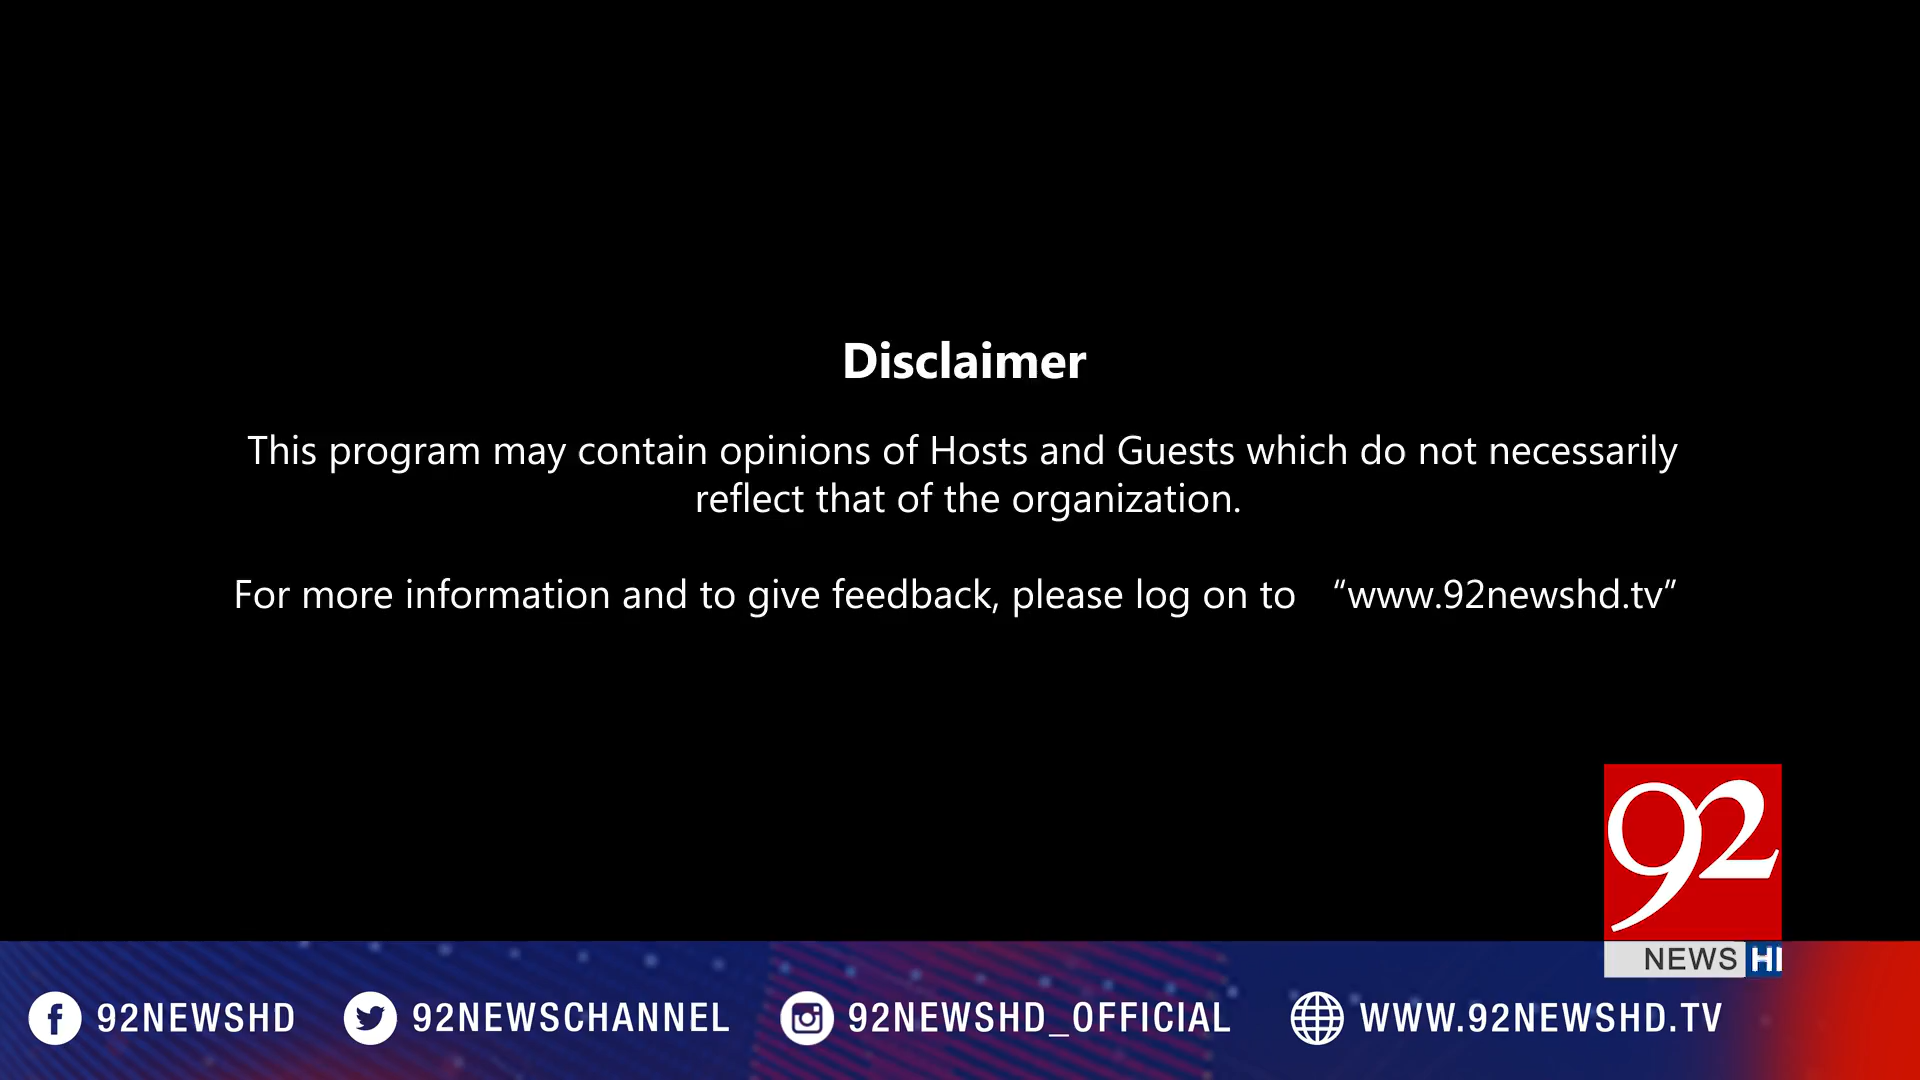 Disclaimer
This program may contain opinions of Hosts and Guests which do not necessarily
reflect that of the organization.
For more information and to give feedback, please log on to “www.92newshd.tv”
92
NEWS HI
92NEWSHD
92NEWSCHANNEL
92NEWSHD_OFFICIAL
WWW.92NEWSHD.TV